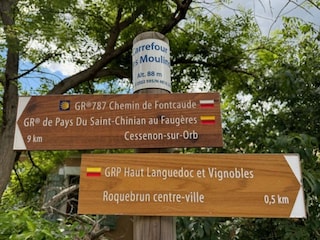 Carrefour
Moulin
Alt. 88 m
GR®787 Chemin de Fontcaude
GR® de Pays Du Saint-Chinian au Faugères
9 km
Cessenon-sur-Orb
GRP Haut Languedoc et Vignobles
Roquebrun centre-ville
0,5 km